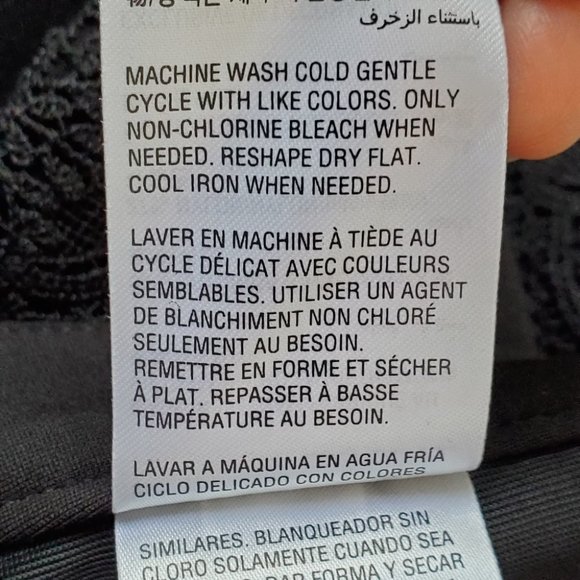 باستثناء الزخرف
MACHINE WASH COLD GENTLE
CYCLE WITH LIKE COLORS. ONLY
NON-CHLORINE BLEACH WHEN
NEEDED. RESHAPE DRY FLAT.
COOL IRON WHEN NEEDED.
LAVER EN MACHINE À TIÈDE AU
CYCLE DÉLICAT AVEC COULEURS
SEMBLABLES. UTILISER UN AGENT
DE BLANCHIMENT NON CHLORÉ
SEULEMENT AU BESOIN.
REMETTRE EN FORME ET SÉCHER
À PLAT. REPASSER À BASSE
TEMPÉRATURE AU BESOIN.
LAVAR A MÁQUINA EN AGUA FRÍA
CICLO DELICADO CON COLORES
SIMILARES. BLANQUEADOR SIN
CLORO SOLAMENTE CUANDO SEA
DAR FORMA Y SECAR